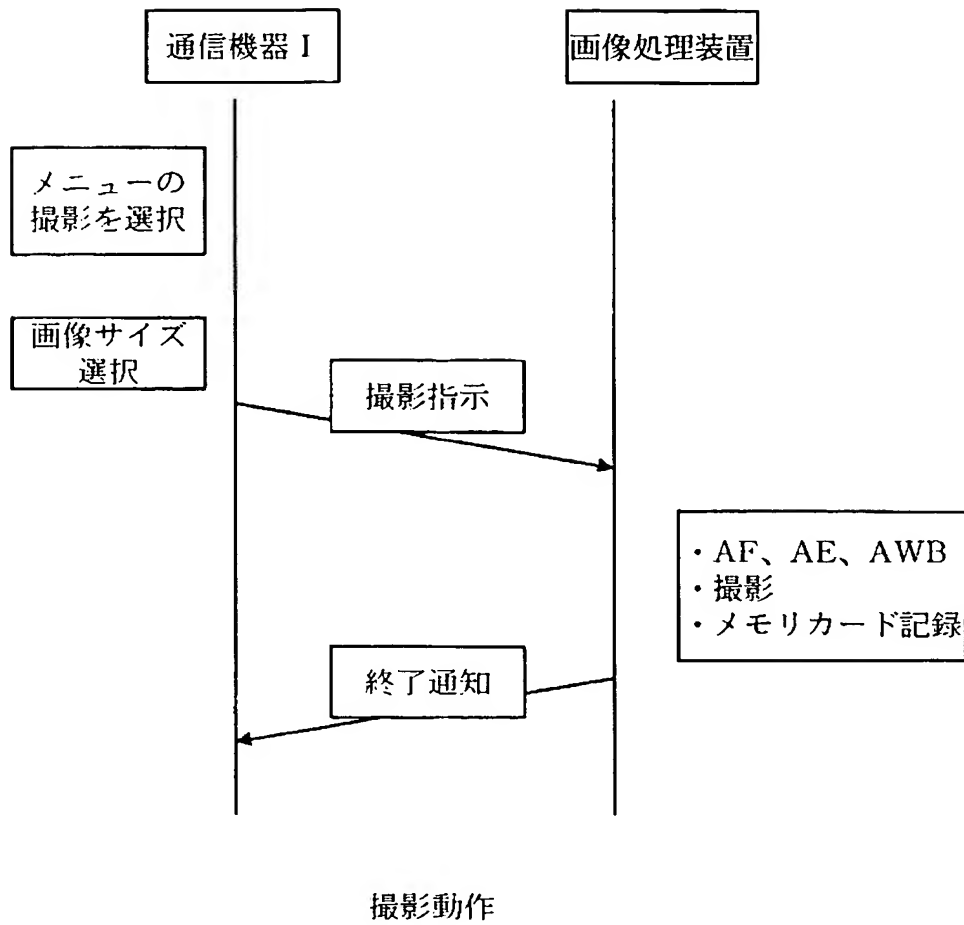 通信機器Ⅰ
画像処理装置
メニューの
撮影を選択
画像サイズ
選択
撮影指示
・AF、AE、AWB
・撮影
・メモリカード記録
終了通知
撮影動作